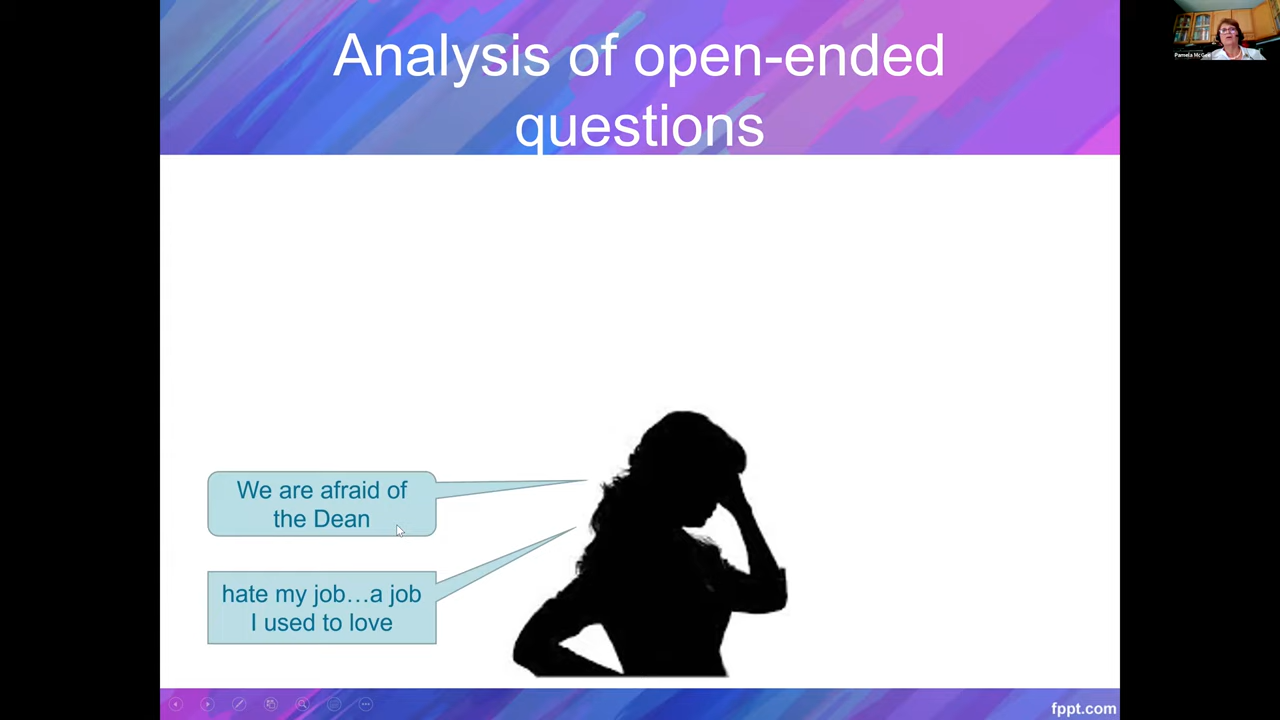 Analysis of open-ended
questions
We are afraid of
the Dean
hate my job...a job
I used to love
fppt.com
Pamela